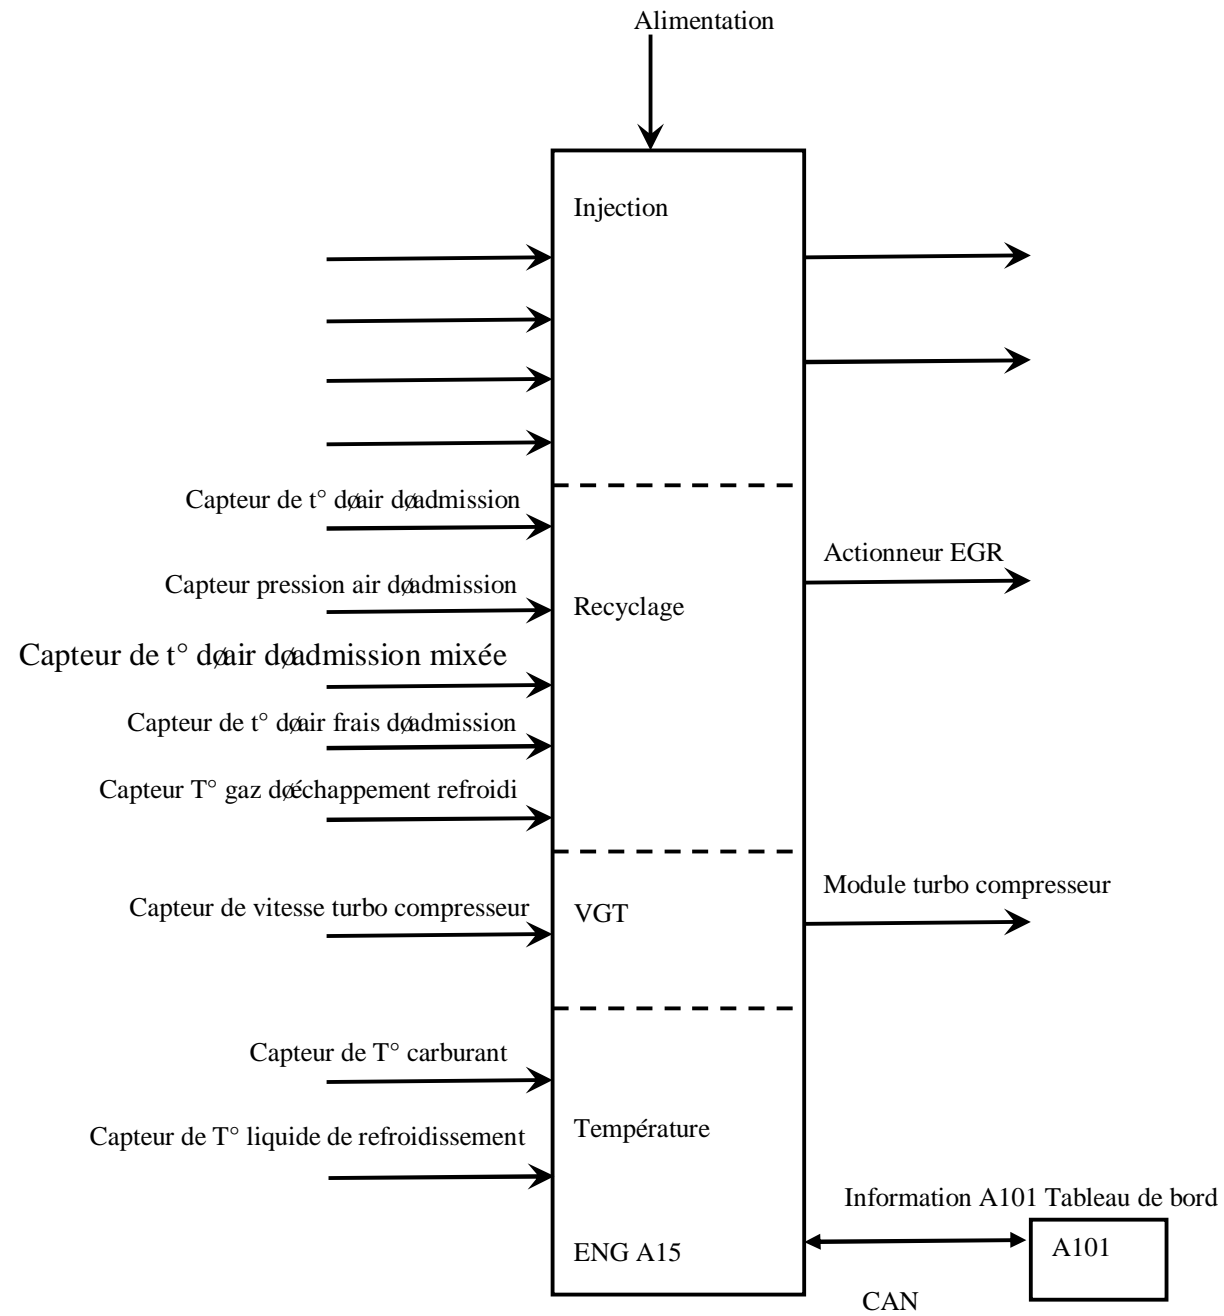 Alimentation
Injection
Capteur de t° døair døadmission
Actionneur EGR
Capteur pression air døadmission
Recyclage
Capteur de t° døair døadmission mixée
Capteur de t° døair frais døadmission
Capteur T° gaz døéchappement refroidi
Module turbo compresseur
Capteur de vitesse turbo compresseur
VGT
Capteur de T° carburant
Température
Capteur de T° liquide de refroidissement
Information A101 Tableau de bord
ENG A15
A101
CAN